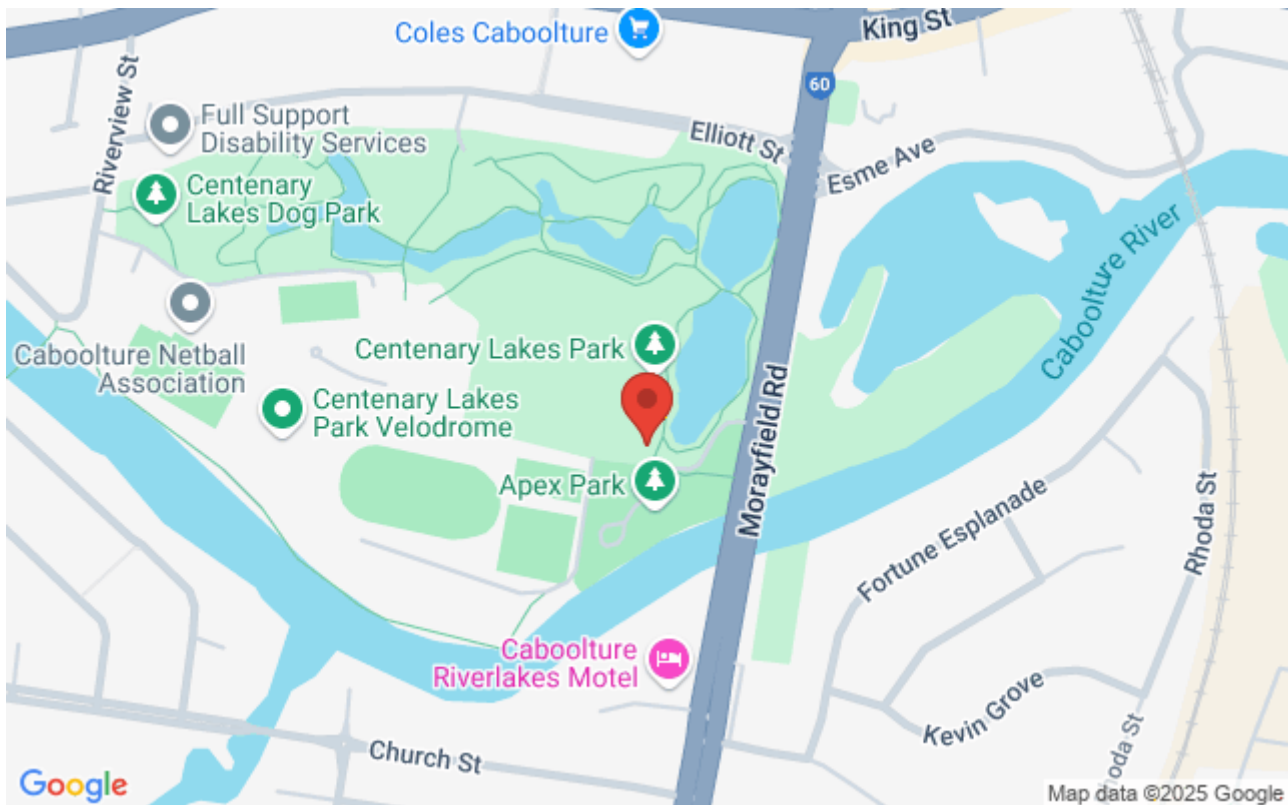 King St
Coles Caboolture
60
Riverview St
Full Support
Disability Services
Elliott St
Esme Ave
Centenary
Lakes Dog Park
Caboolture River
Caboolture Netball
Association
Centenary Lakes Park
Centenary Lakes
Park Velodrome
Morayfield Rd
Apex Park
Fortune Esplanade
Rhoda St
Caboolture
Riverlakes Motel
Kevin Grove
Church St
hoda St
Google
Map data ©2025 Google